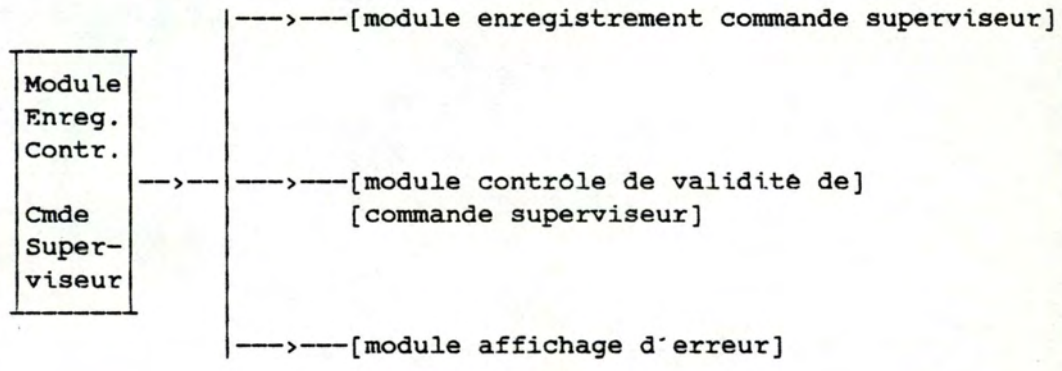 --->---[module enregistrement commande superviseur]
Module
Enreg.
Contr.
-->-- --->---[module contrôle de validité de]
Cmde [commande superviseur]
Super-
viseur
--->---[module affichage d´erreur]